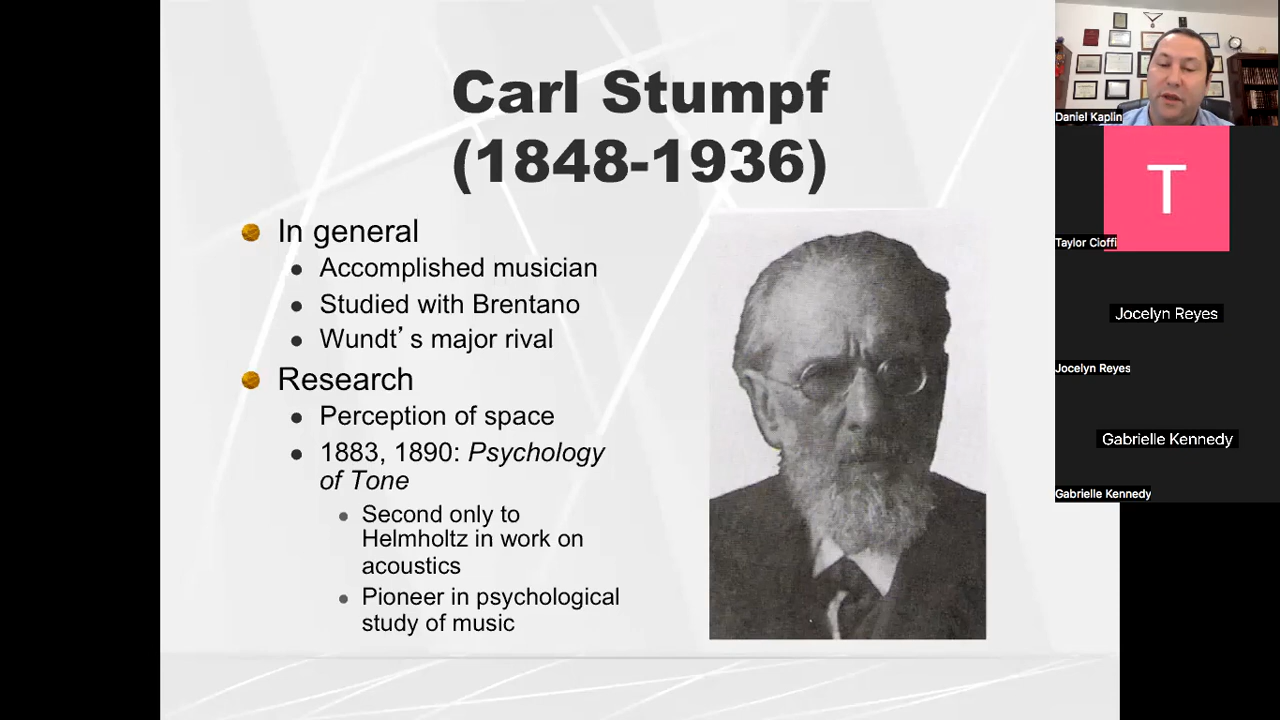 Carl Stumpf
(1848-1936)
In general
Accomplished musician
Studied with Brentano
Wundt’s major rival
Research
Perception of space
1883, 1890: Psychology
of Tone
Second only to
Helmholtz in work on
acoustics
Pioneer in psychological
study of music
Daniel Kaplin
T
Taylor Cioffi
Jocelyn Reyes
Jocelyn Reyes
Gabrielle Kennedy
Gabrielle Kennedy